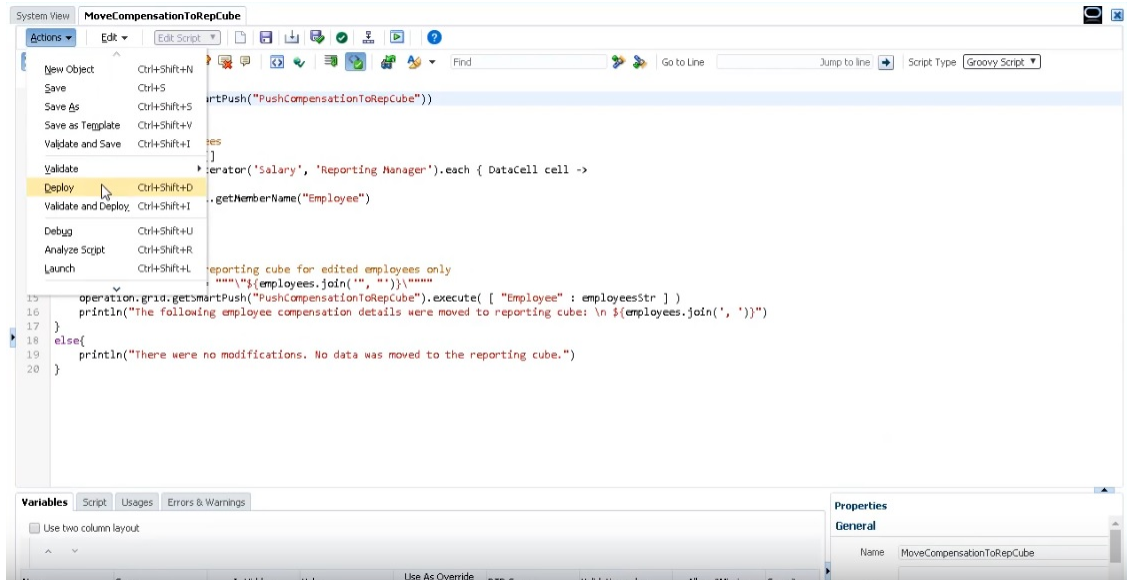 System View MoveCompensationToRepCube
Actions Edit Edit Script
Find Go to Line Jump to line Script Type Groovy Script
New Object Ctrl+Shift+N
Save Ctrl+S
Save As Ctrl+Shift+S
Save as Template Ctrl+Shift+V
Validate and Save Ctrl+Shift+I
Validate
Deploy Ctrl+Shift+D
Validate and Deploy Ctrl+Shift+I
Debug Ctrl+Shift+U
Analyze Script Ctrl+Shift+R
Launch Ctrl+Shift+L
rtPush("PushCompensationToRepCube"))
ees
[]
erator('Salary', 'Reporting Manager').each { DataCell cell ->
.getMemberName("Employee")
reporting cube for edited employees only
= """\"${employees.join('", "')}\""""
15 operation.grid.getSmartPush("PushCompensationToRepCube").execute( [ "Employee" : employeesStr ] )
16 println("The following employee compensation details were moved to reporting cube: \n ${employees.join(', ')}")
17 }
18 else{
19 println("There were no modifications. No data was moved to the reporting cube.")
20 }
Variables Script Usages Errors & Warnings
Use two column layout
Use As Override
Properties
General
Name MoveCompensationToRepCube